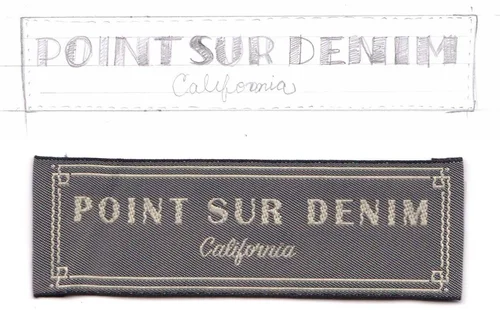 POINT SUR DENIM
California
POINT SUR DENIM
California